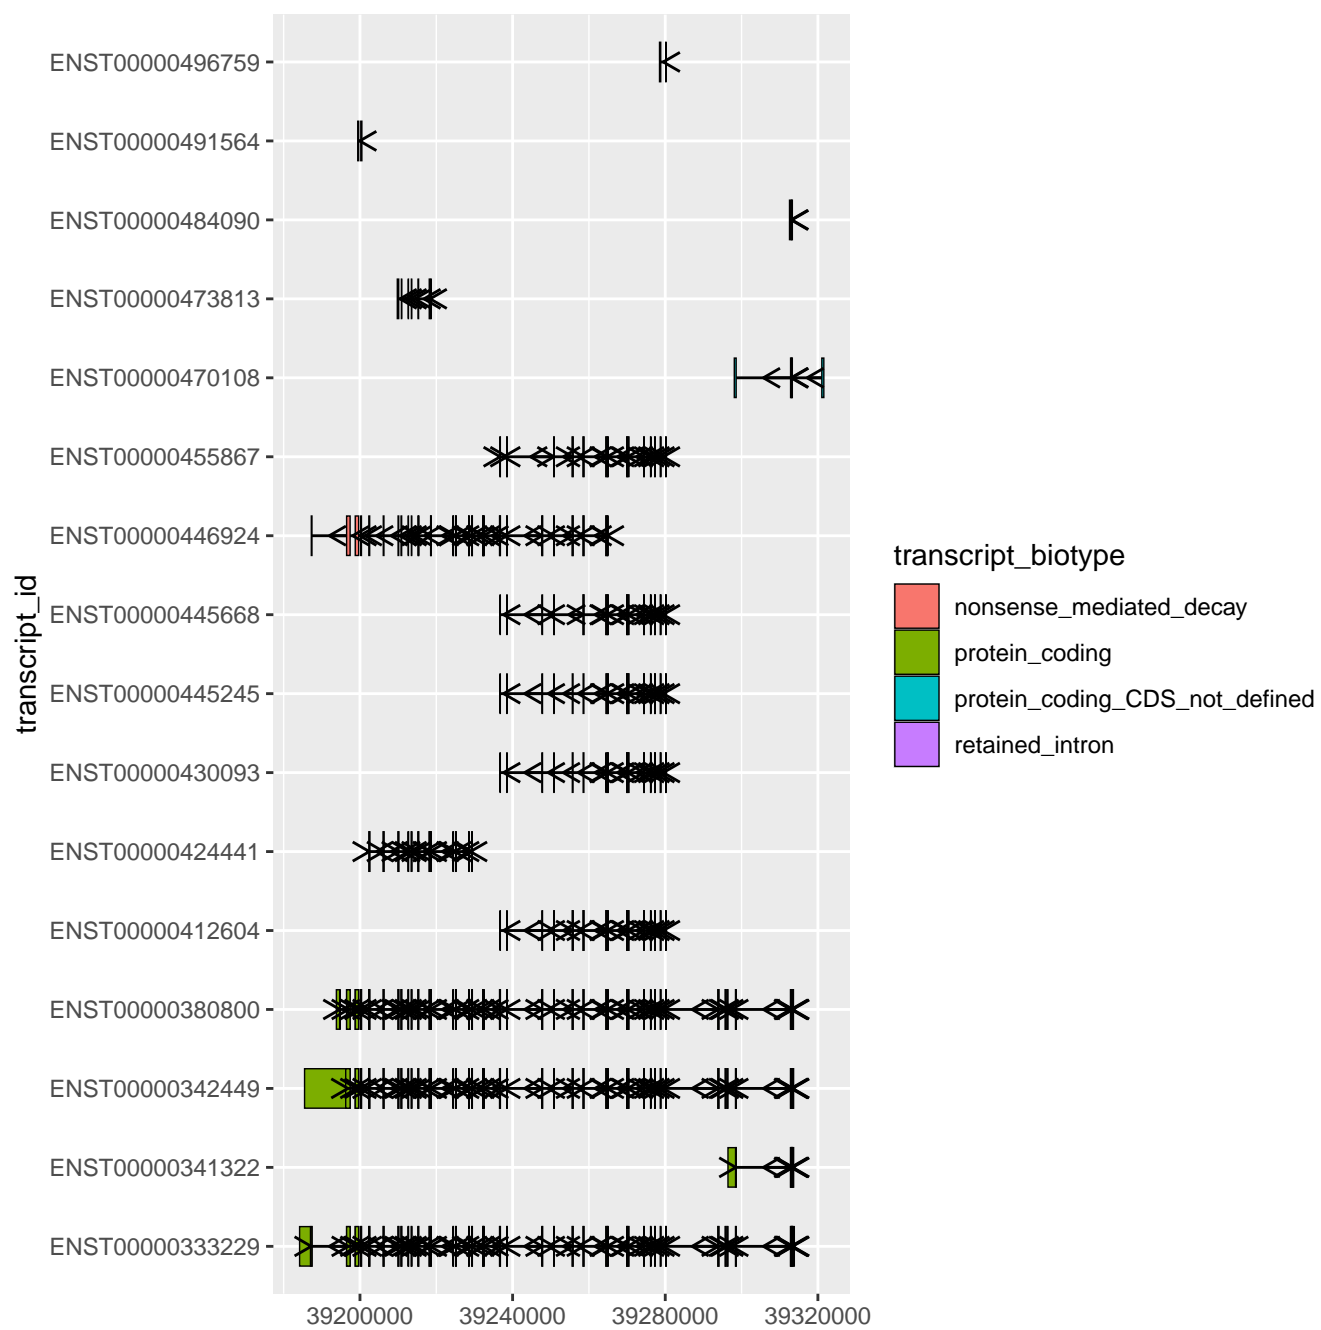 ENST00000496759
ENST00000491564
ENST00000484090
ENST00000473813
ENST00000470108
ENST00000455867
ENST00000446924
ENST00000445668
ENST00000445245
ENST00000430093
ENST00000424441
ENST00000412604
ENST00000380800
ENST00000342449
ENST00000341322
ENST00000333229
transcript_id
39200000
39240000
39280000
39320000
transcript_biotype
nonsense_mediated_decay
protein_coding
protein_coding_CDS_not_defined
retained_intron